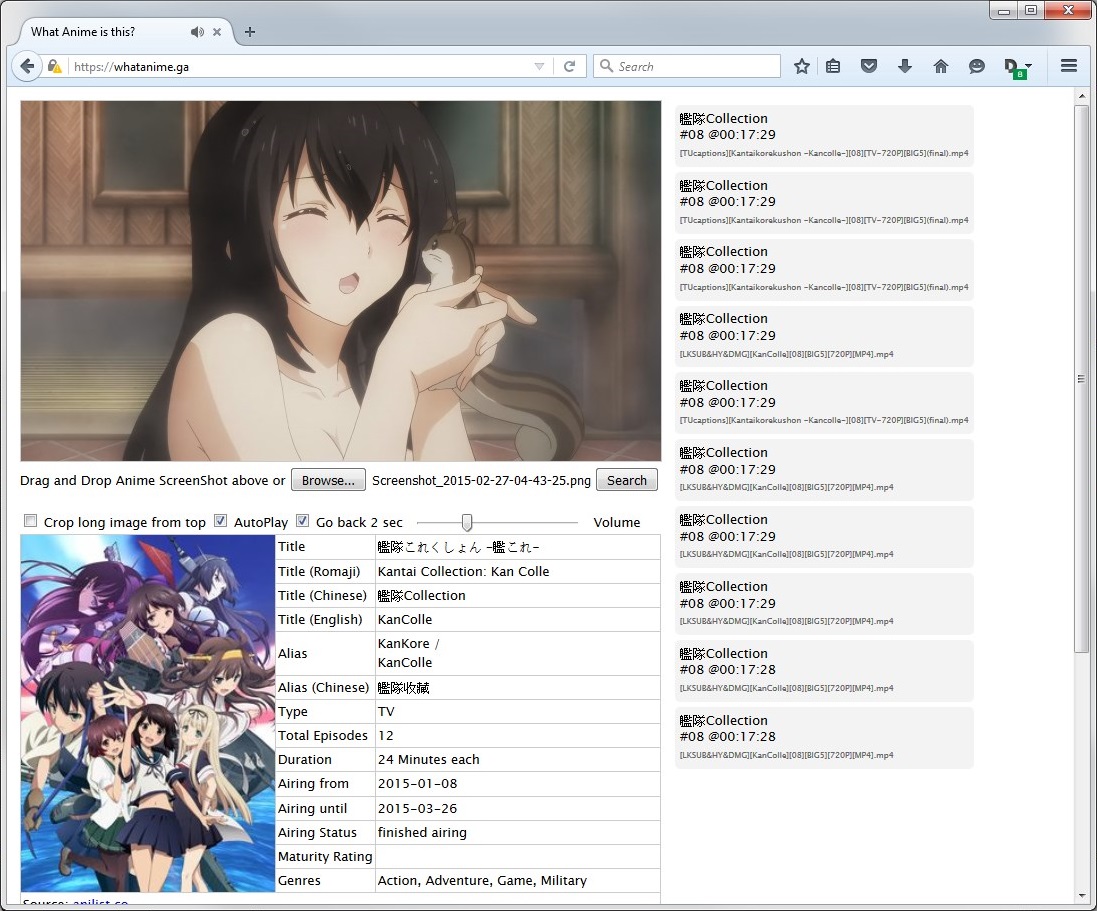 What Anime is this?
https://whatanime.ga
Search
8
Drag and Drop Anime ScreenShot above or Browse... Screenshot_2015-02-27-04-43-25.png Search
Crop long image from top AutoPlay Go back 2 sec Volume
Title 艦隊これくしょん -艦これ-
Title (Romaji) Kantai Collection: Kan Colle
Title (Chinese) 艦隊Collection
Title (English) KanColle
Alias KanKore /
KanColle
Alias (Chinese) 艦隊收藏
Type TV
Total Episodes 12
Duration 24 Minutes each
Airing from 2015-01-08
Airing until 2015-03-26
Airing Status finished airing
Maturity Rating
Genres Action, Adventure, Game, Military
Source: anilist.co
艦隊Collection
#08 @00:17:29
[TUcaptions][Kantaikorekushon -Kancolle-][08][TV-720P][BIG5](final).mp4
艦隊Collection
#08 @00:17:29
[TUcaptions][Kantaikorekushon -Kancolle-][08][TV-720P][BIG5](final).mp4
艦隊Collection
#08 @00:17:29
[TUcaptions][Kantaikorekushon -Kancolle-][08][TV-720P][BIG5](final).mp4
艦隊Collection
#08 @00:17:29
[LKSUB&HY&DMG][KanColle][08][BIG5][720P][MP4].mp4
艦隊Collection
#08 @00:17:29
[TUcaptions][Kantaikorekushon -Kancolle-][08][TV-720P][BIG5](final).mp4
艦隊Collection
#08 @00:17:29
[LKSUB&HY&DMG][KanColle][08][BIG5][720P][MP4].mp4
艦隊Collection
#08 @00:17:29
[LKSUB&HY&DMG][KanColle][08][BIG5][720P][MP4].mp4
艦隊Collection
#08 @00:17:29
[LKSUB&HY&DMG][KanColle][08][BIG5][720P][MP4].mp4
艦隊Collection
#08 @00:17:28
[LKSUB&HY&DMG][KanColle][08][BIG5][720P][MP4].mp4
艦隊Collection
#08 @00:17:28
[LKSUB&HY&DMG][KanColle][08][BIG5][720P][MP4].mp4